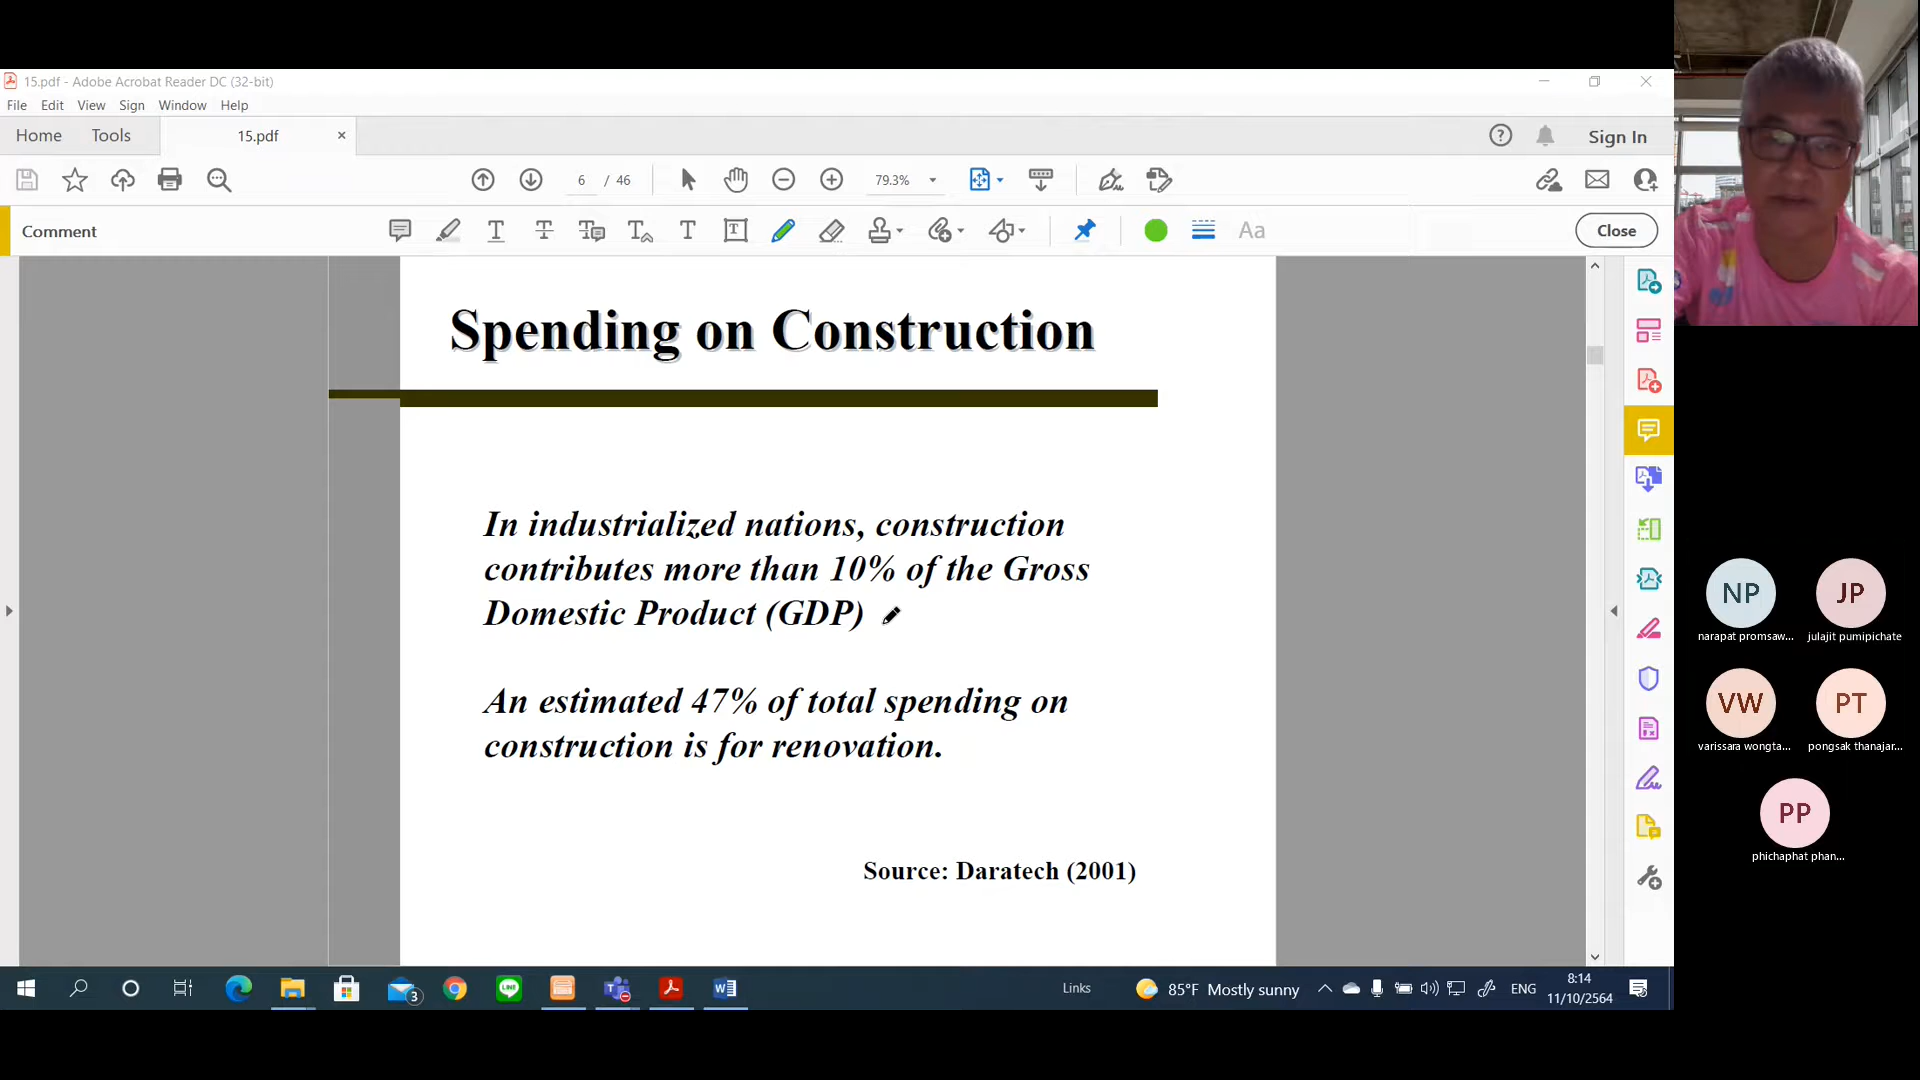 15.pdf - Adobe Acrobat Reader DC (32-bit)
File Edit View Sign Window Help
Home Tools 15.pdf × Sign In
6 / 46 79.3%
Comment Aa Close
Spending on Construction
In industrialized nations, construction
contributes more than 10% of the Gross
Domestic Product (GDP)
An estimated 47% of total spending on
construction is for renovation.
Source: Daratech (2001)
NP JP
narapat promsaw... julajit pumipichate
VW PT
varissara wongta... pongsak thanajar...
PP
phichaphat phan...
3 LINE Links 85°F Mostly sunny ENG 8:14
11/10/2564